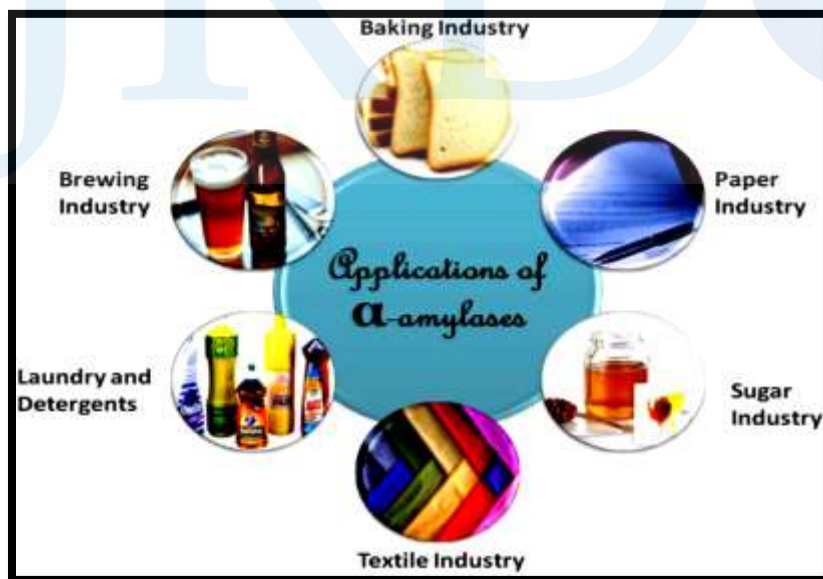 Baking Industry
Brewing
Industry
Paper
Industry
Applications of
α-amylases
Laundry and
Detergents
Sugar
Industry
Textile Industry